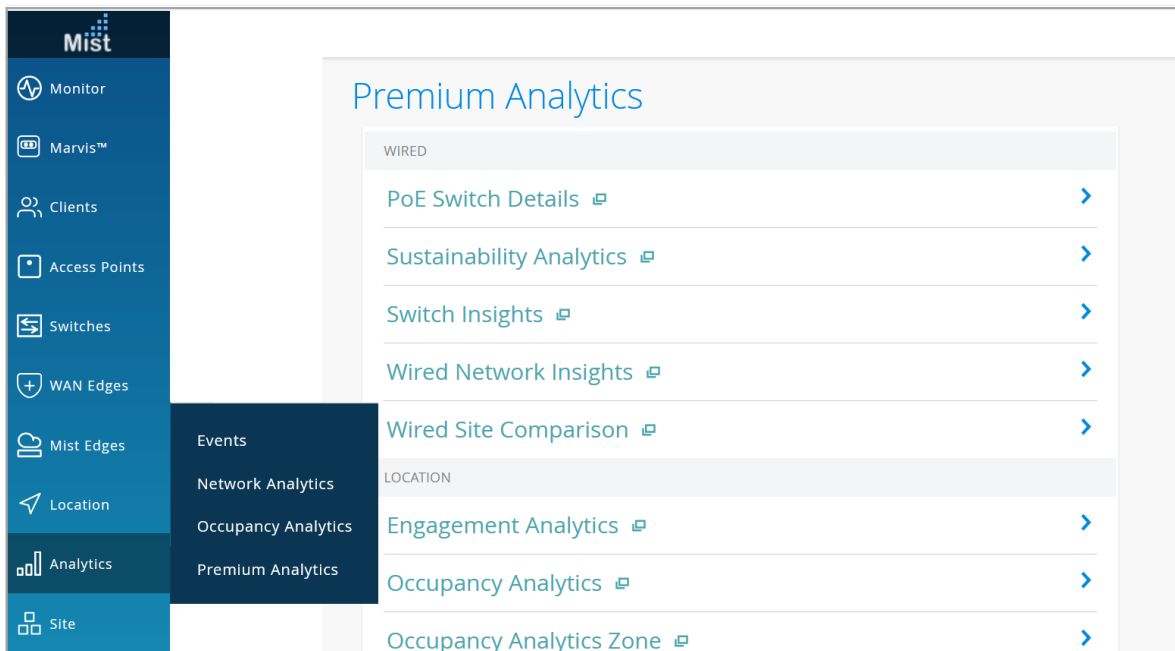 Mist
Monitor
Marvis™
Clients
Access Points
Switches
WAN Edges
Mist Edges
Location
Analytics
Site
Events
Network Analytics
Occupancy Analytics
Premium Analytics
Premium Analytics
WIRED
PoE Switch Details
Sustainability Analytics
Switch Insights
Wired Network Insights
Wired Site Comparison
LOCATION
Engagement Analytics
Occupancy Analytics
Occupancy Analytics Zone